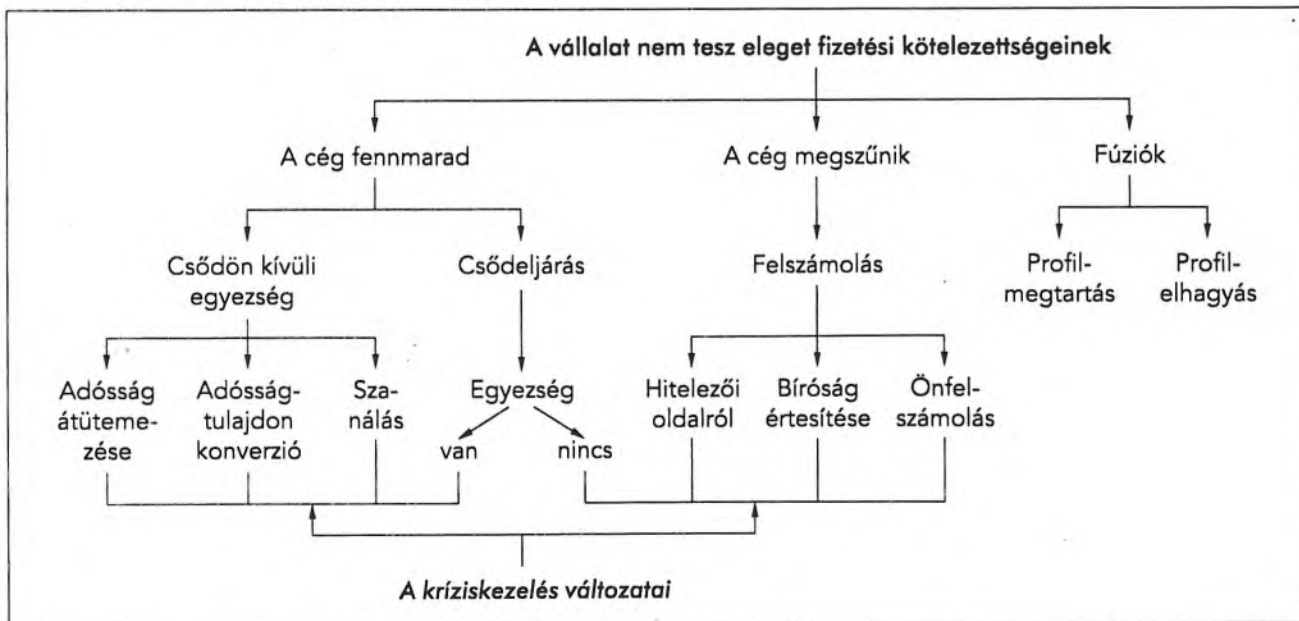 A vállalat nem tesz eleget fizetési kötelezettségeinek
A cég fennmarad
A cég megszűnik
Fúziók
Csődön kívüli
egyezség
Csődeljárás
Felszámolás
Profil-
megtartás
Profil-
elhagyás
Adósság
átüteme-
zése
Adósság-
tulajdon
konverzió
Sza-
nálás
Egyezség
van
nincs
Hitelezői
oldalról
Bíróság
értesítése
Önfel-
számolás
A kríziskezelés változatai